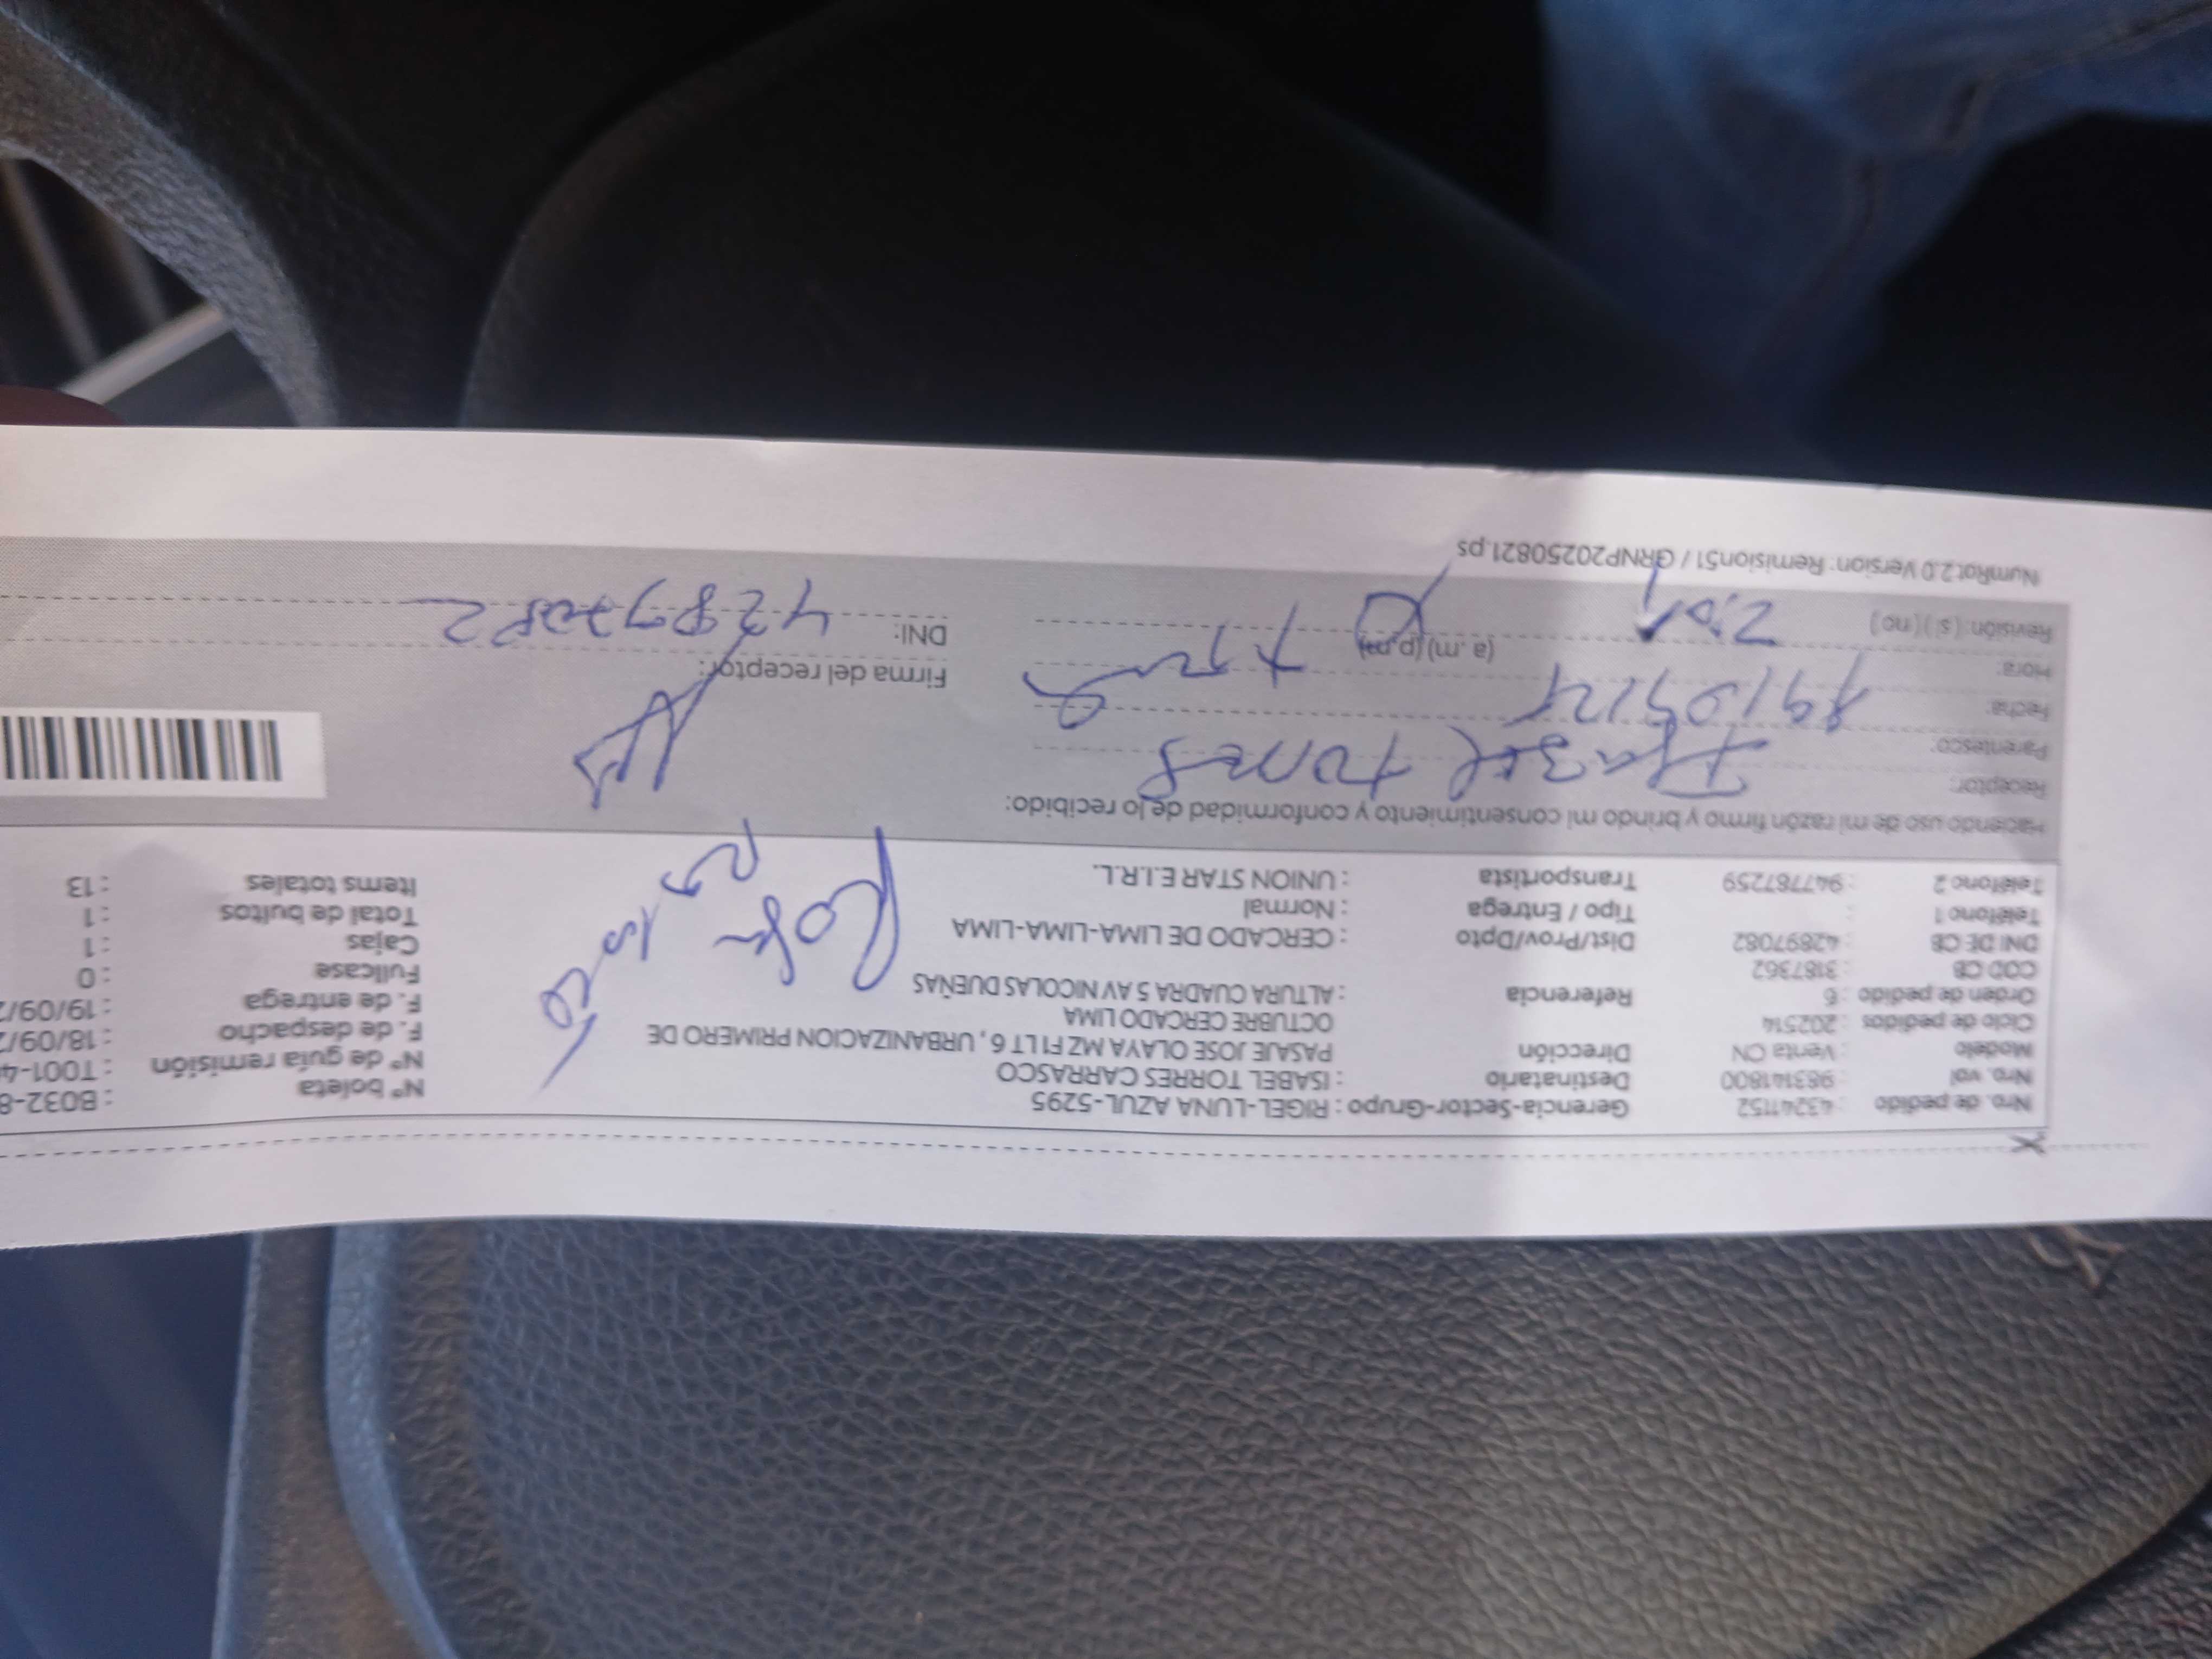 Nro. de pedido : 43241152 Gerencia-Sector-Grupo : RIGEL-LUNA AZUL-5295 N° boleta : B032-8
Nro. vol : 983141800 Destinatario : ISABEL TORRES CARRASCO N° de guía remisión : T001-4
Modelo : Venta CN Dirección PASAJE JOSE OLAYA MZ F1 LT 6 , URBANIZACION PRIMERO DE F. de despacho : 18/09/2
Ciclo de pedidos : 202514 OCTUBRE CERCADO LIMA F. de entrega : 19/09/2
Orden de pedido : 6 Referencia : ALTURA CUADRA 5 AV NICOLAS DUEÑAS Fullcase : 0
COD CB : 3187362 Cajas : 1
DNI DE CB : 42897082 Dist/Prov/Dpto : CERCADO DE LIMA-LIMA-LIMA Total de bultos : 1
Teléfono 1 : Tipo / Entrega : Normal Items totales : 13
Teléfono 2 : 947787259 Transportista : UNION STAR E.I.R.L.
Haciendo uso de mi razón firmo y brindo mi consentimiento y conformidad de lo recibido:
Receptor: torres
Parentesco:
Fecha: Firma del receptor:
Hora: (a.m) (p.m)
Revisión: ( si ) ( no ) DNI: 42897082
NumRot 2.0 Version: Remision51 / GRNP20250821.ps